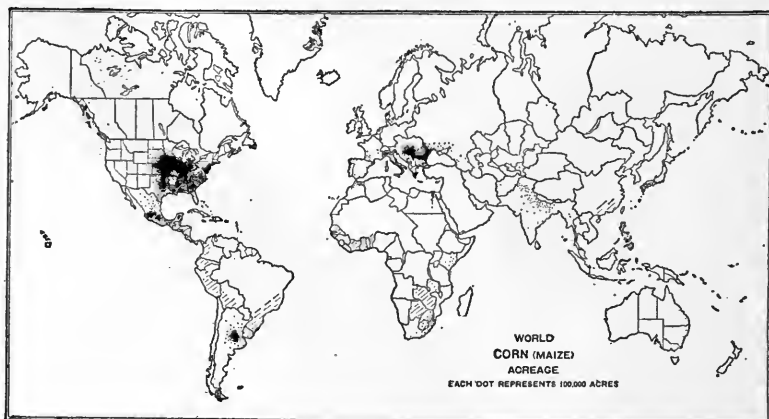 WORLD
CORN (MAIZE)
ACREAGE
EACH DOT REPRESENTS 100,000 ACRES